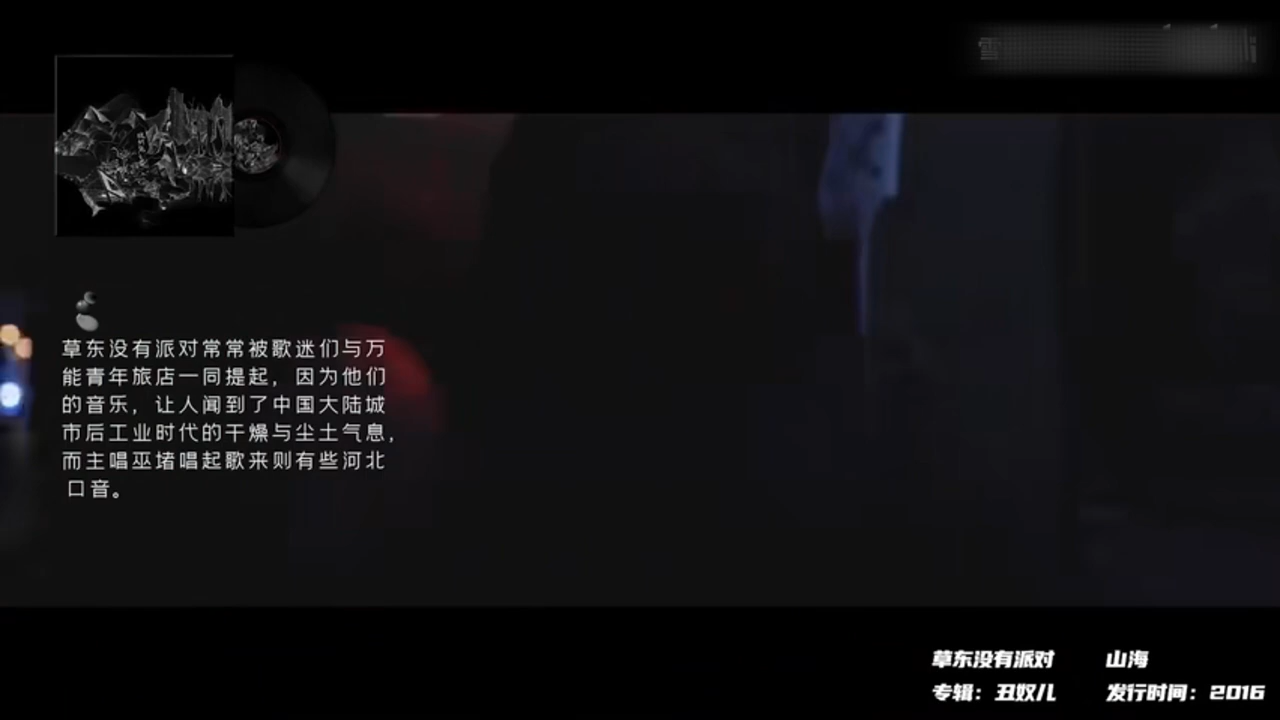 草东没有派对常常被歌迷们与万
能青年旅店一同提起，因为他们
的音乐，让人闻到了中国大陆城
市后工业时代的干燥与尘土气息，
而主唱巫堵唱起歌来则有些河北
口音。
草东没有派对 山海
专辑：丑奴儿 发行时间：2016